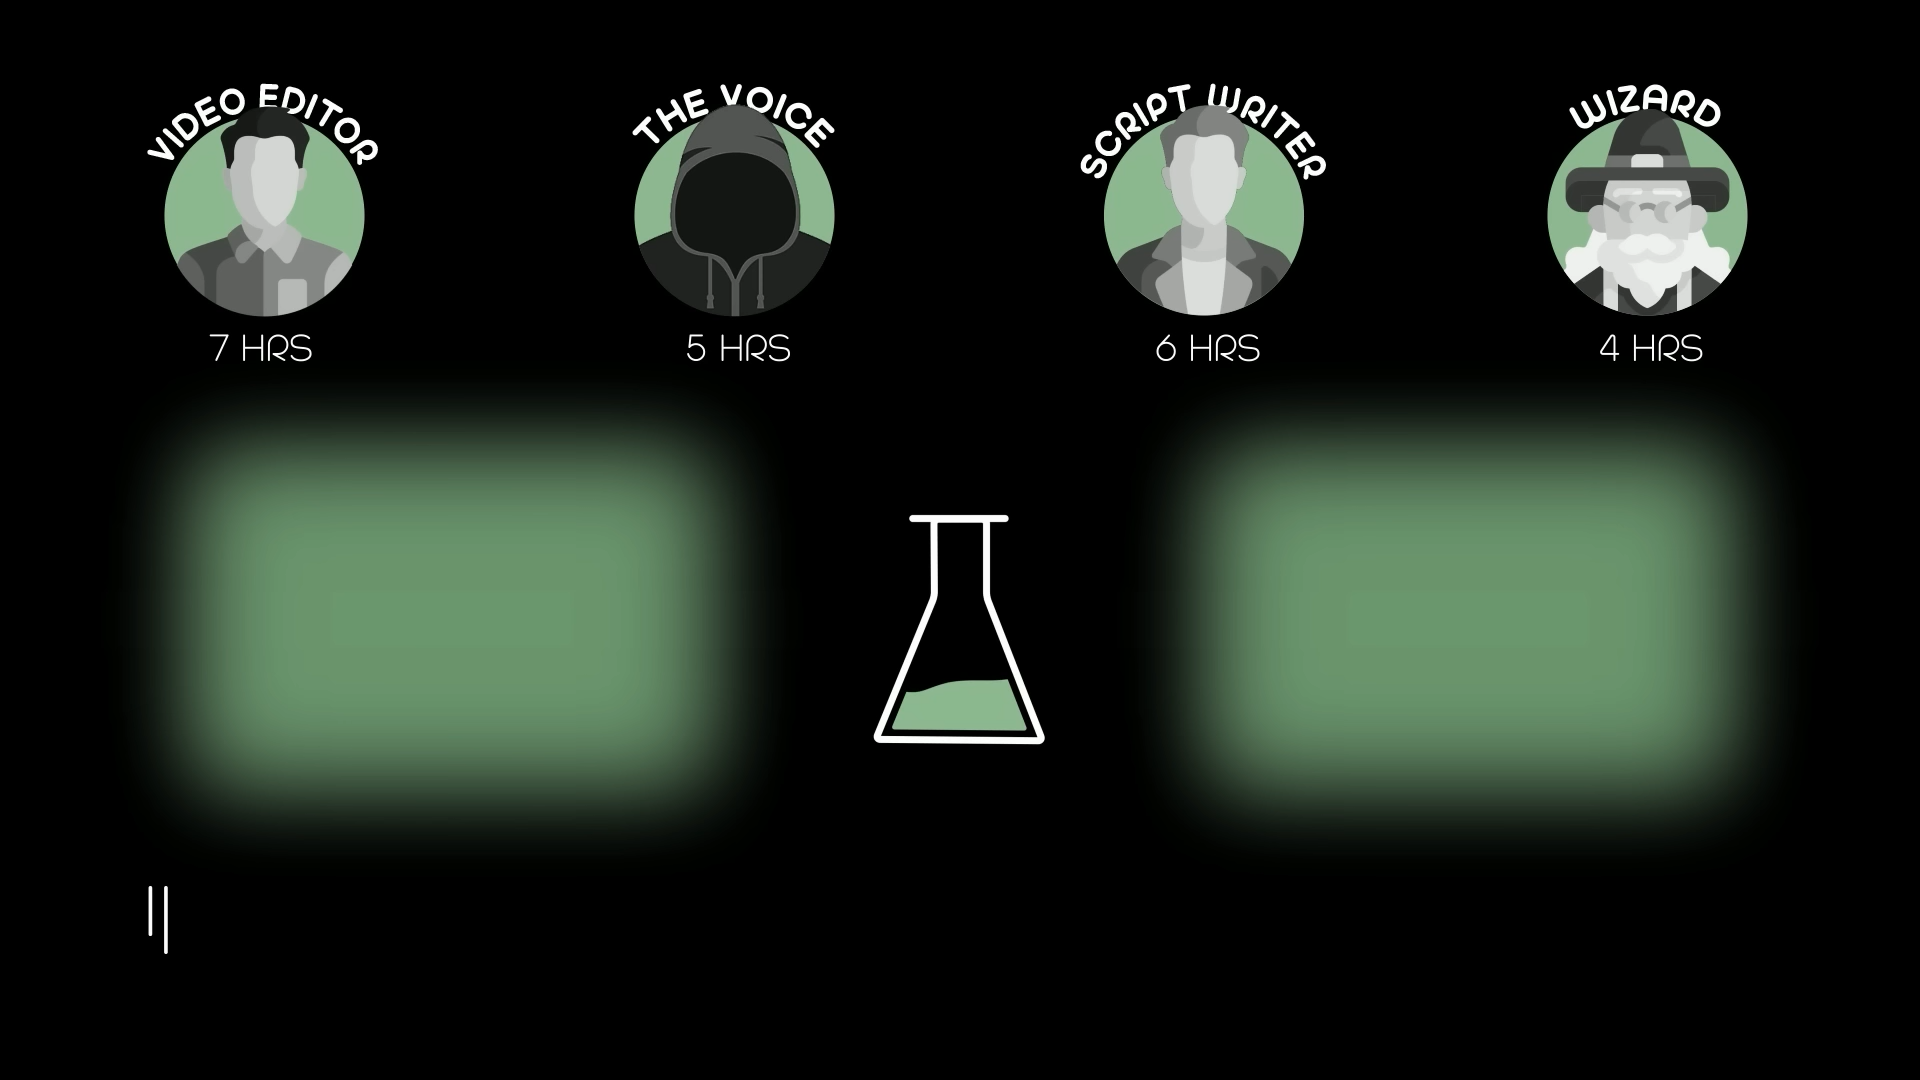 VIDEO EDITOR
THE VOICE
SCRIPT WRITER
WIZARD
7 HRS
5 HRS
6 HRS
4 HRS